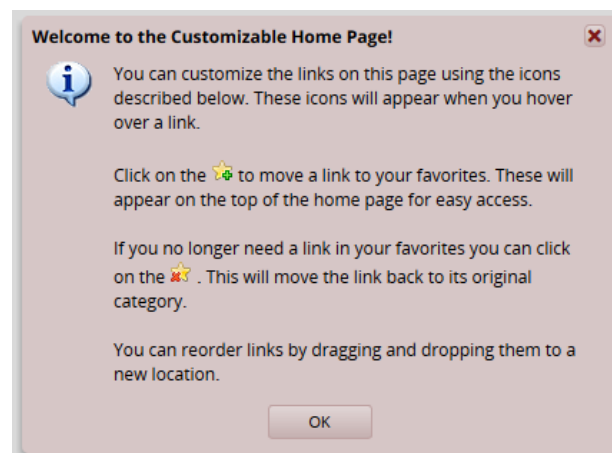 Welcome to the Customizable Home Page!
You can customize the links on this page using the icons
described below. These icons will appear when you hover
over a link.
Click on the to move a link to your favorites. These will
appear on the top of the home page for easy access.
If you no longer need a link in your favorites you can click
on the . This will move the link back to its original
category.
You can reorder links by dragging and dropping them to a
new location.
OK